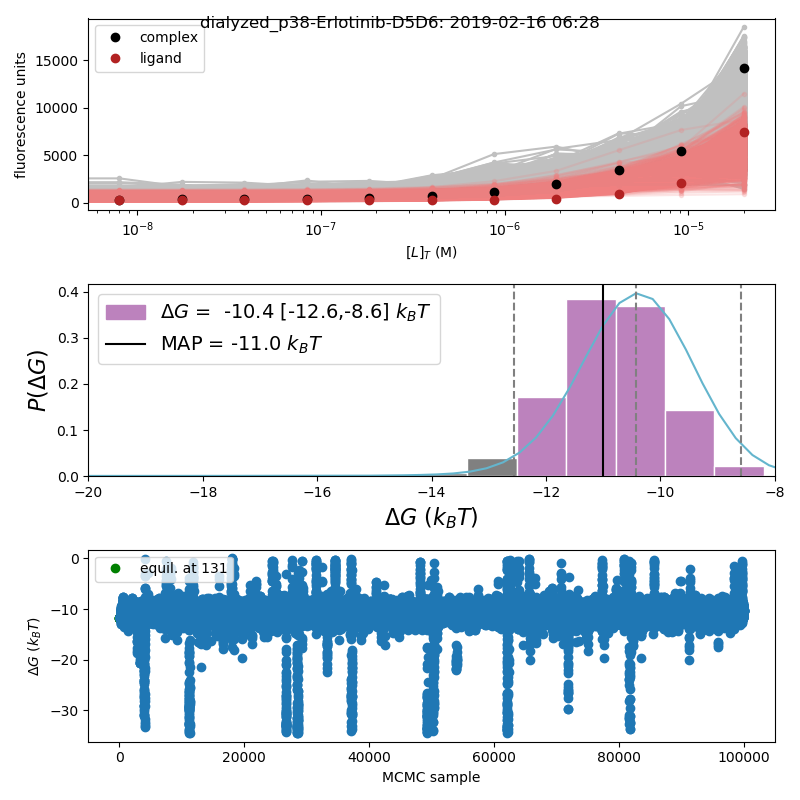 dialyzed_p38-Erlotinib-D5D6: 2019-02-16 06:28
complex
ligand
fluorescence units
15000
10000
5000
0
10⁻⁸ 10⁻⁷ 10⁻⁶ 10⁻⁵
[L]_T (M)
ΔG = -10.4 [-12.6,-8.6] k_BT
MAP = -11.0 k_BT
P(ΔG)
0.4
0.3
0.2
0.1
0.0
−20 −18 −16 −14 −12 −10 −8
ΔG (k_BT)
equil. at 131
ΔG (k_BT)
0
−10
−20
−30
0 20000 40000 60000 80000 100000
MCMC sample